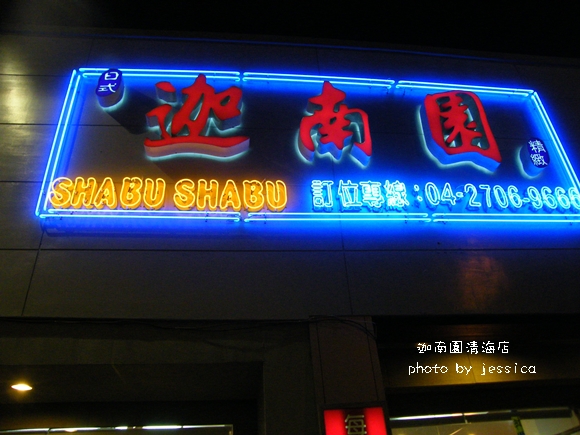 日式
迦南園
精緻
SHABU SHABU 訂位專線：04-2706-9666
迦南園清海店
photo by jessica